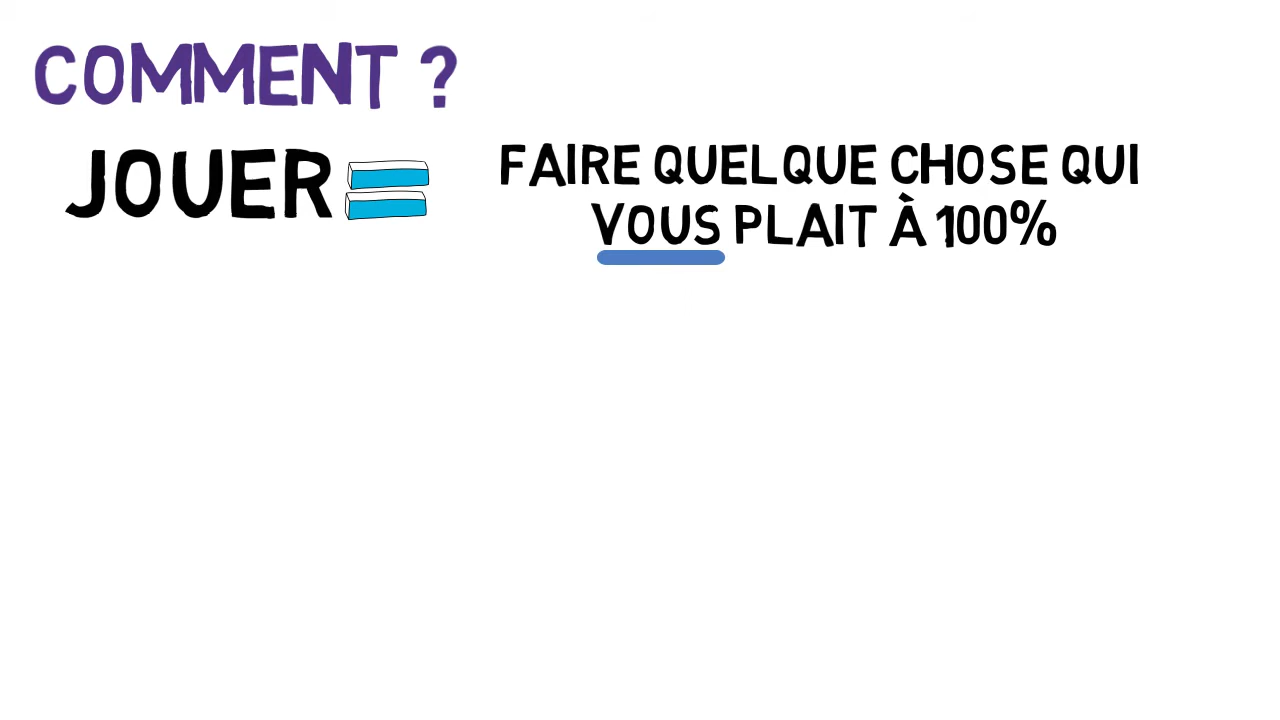 COMMENT ?
JOUER =
FAIRE QUELQUE CHOSE QUI
VOUS PLAIT À 100%